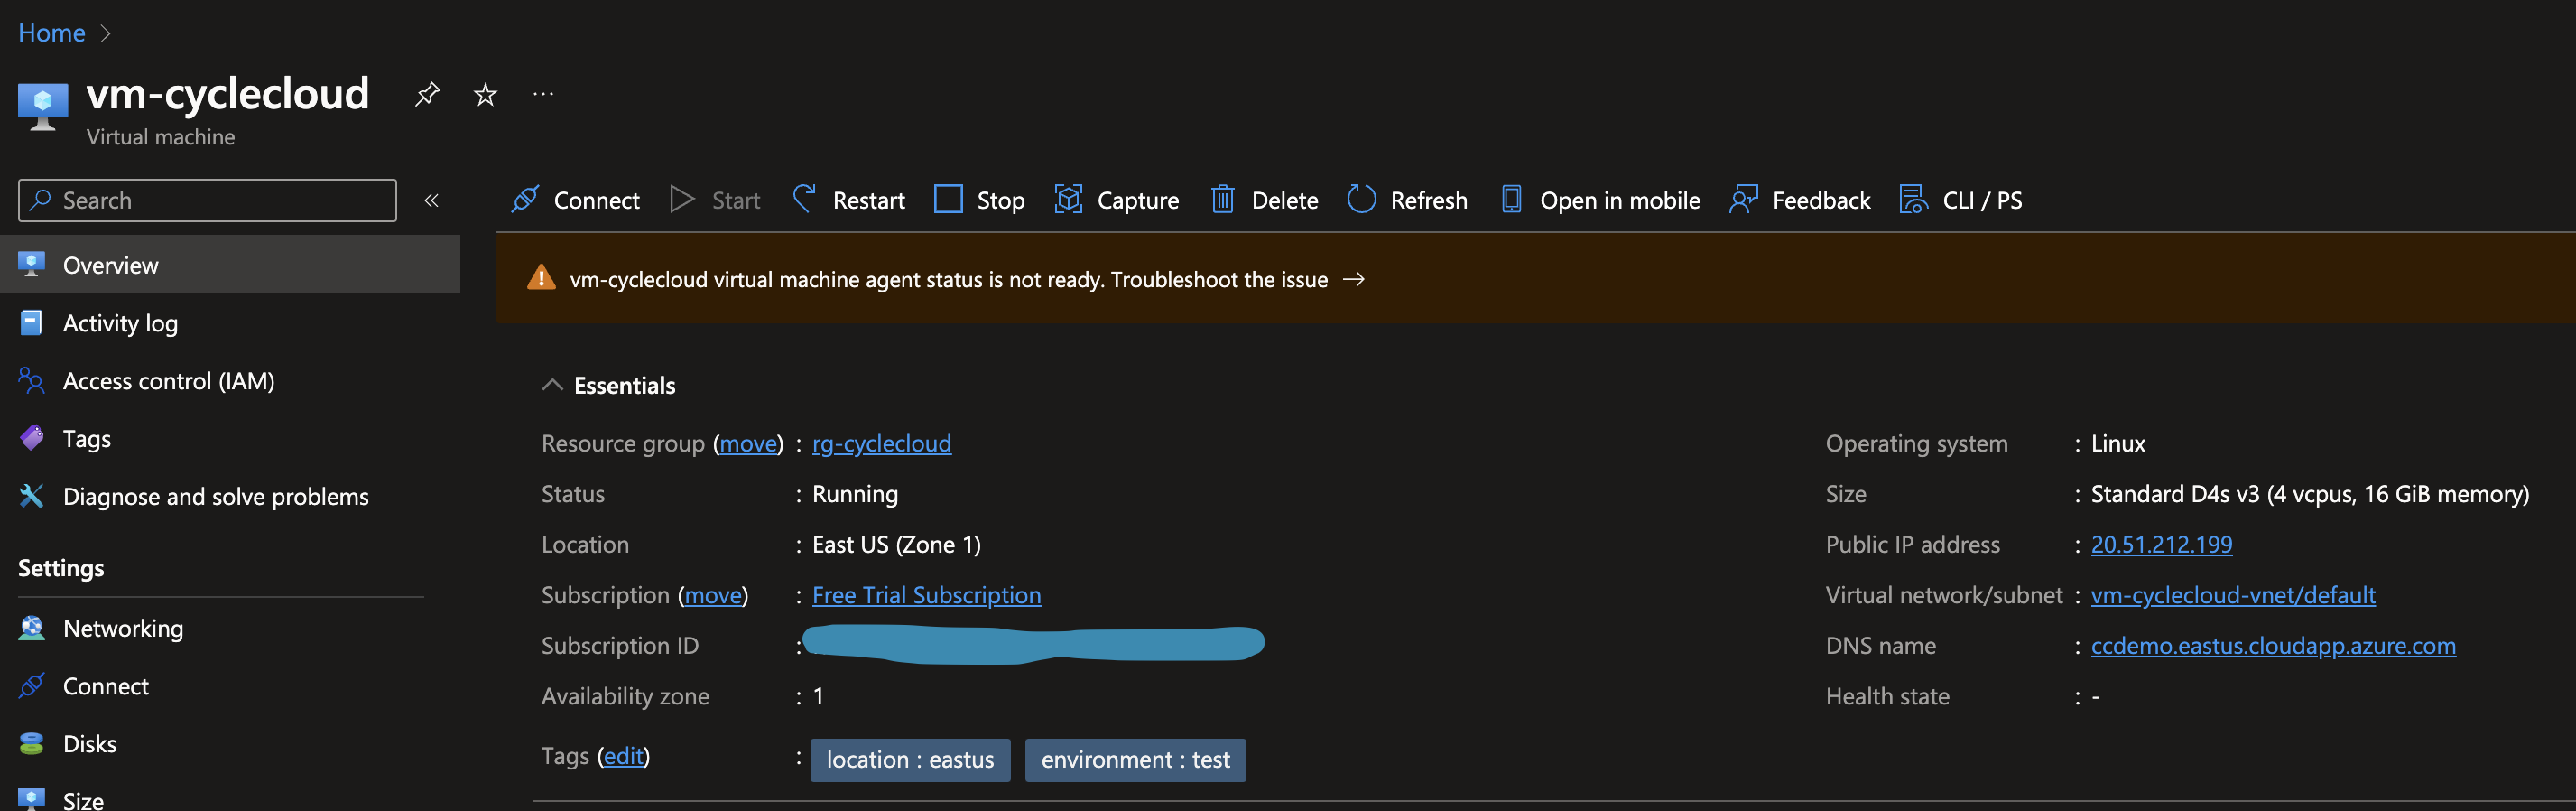 Home >
vm-cyclecloud ...
Virtual machine
Search «
Connect Start Restart Stop Capture Delete Refresh Open in mobile Feedback CLI / PS
Overview
Activity log
Access control (IAM)
Tags
Diagnose and solve problems
Settings
Networking
Connect
Disks
Size
vm-cyclecloud virtual machine agent status is not ready. Troubleshoot the issue →
Essentials
Resource group (move) : rg-cyclecloud
Status : Running
Location : East US (Zone 1)
Subscription (move) : Free Trial Subscription
Subscription ID :
Availability zone : 1
Operating system : Linux
Size : Standard D4s v3 (4 vcpus, 16 GiB memory)
Public IP address : 20.51.212.199
Virtual network/subnet : vm-cyclecloud-vnet/default
DNS name : ccdemo.eastus.cloudapp.azure.com
Health state : -
Tags (edit) : location : eastus environment : test